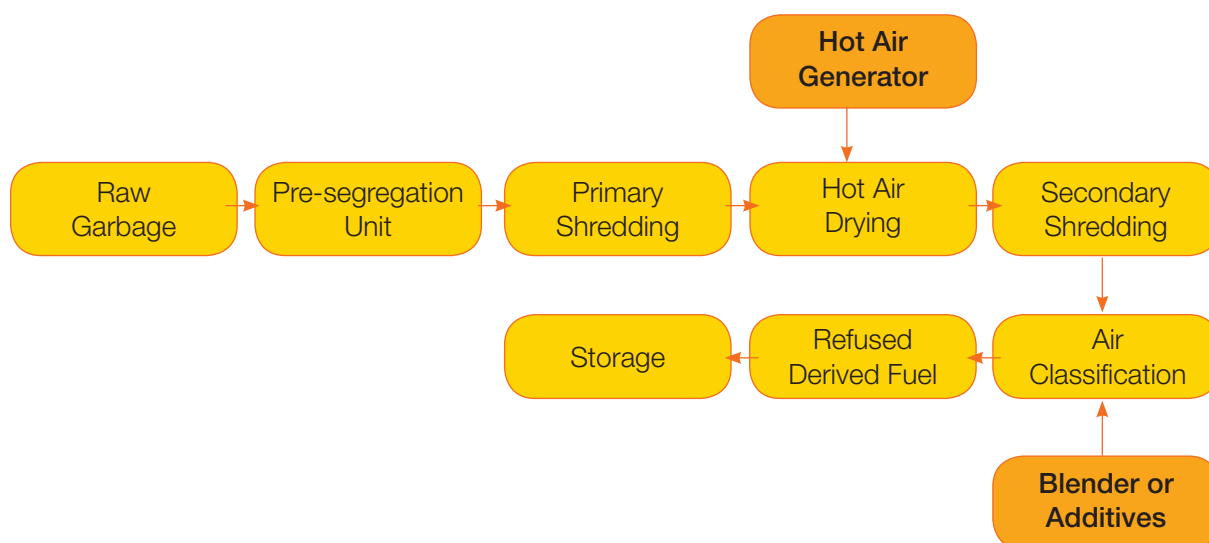 Hot Air
Generator
Raw
Garbage
Pre-segregation
Unit
Primary
Shredding
Hot Air
Drying
Secondary
Shredding
Storage
Refused
Derived Fuel
Air
Classification
Blender or
Additives